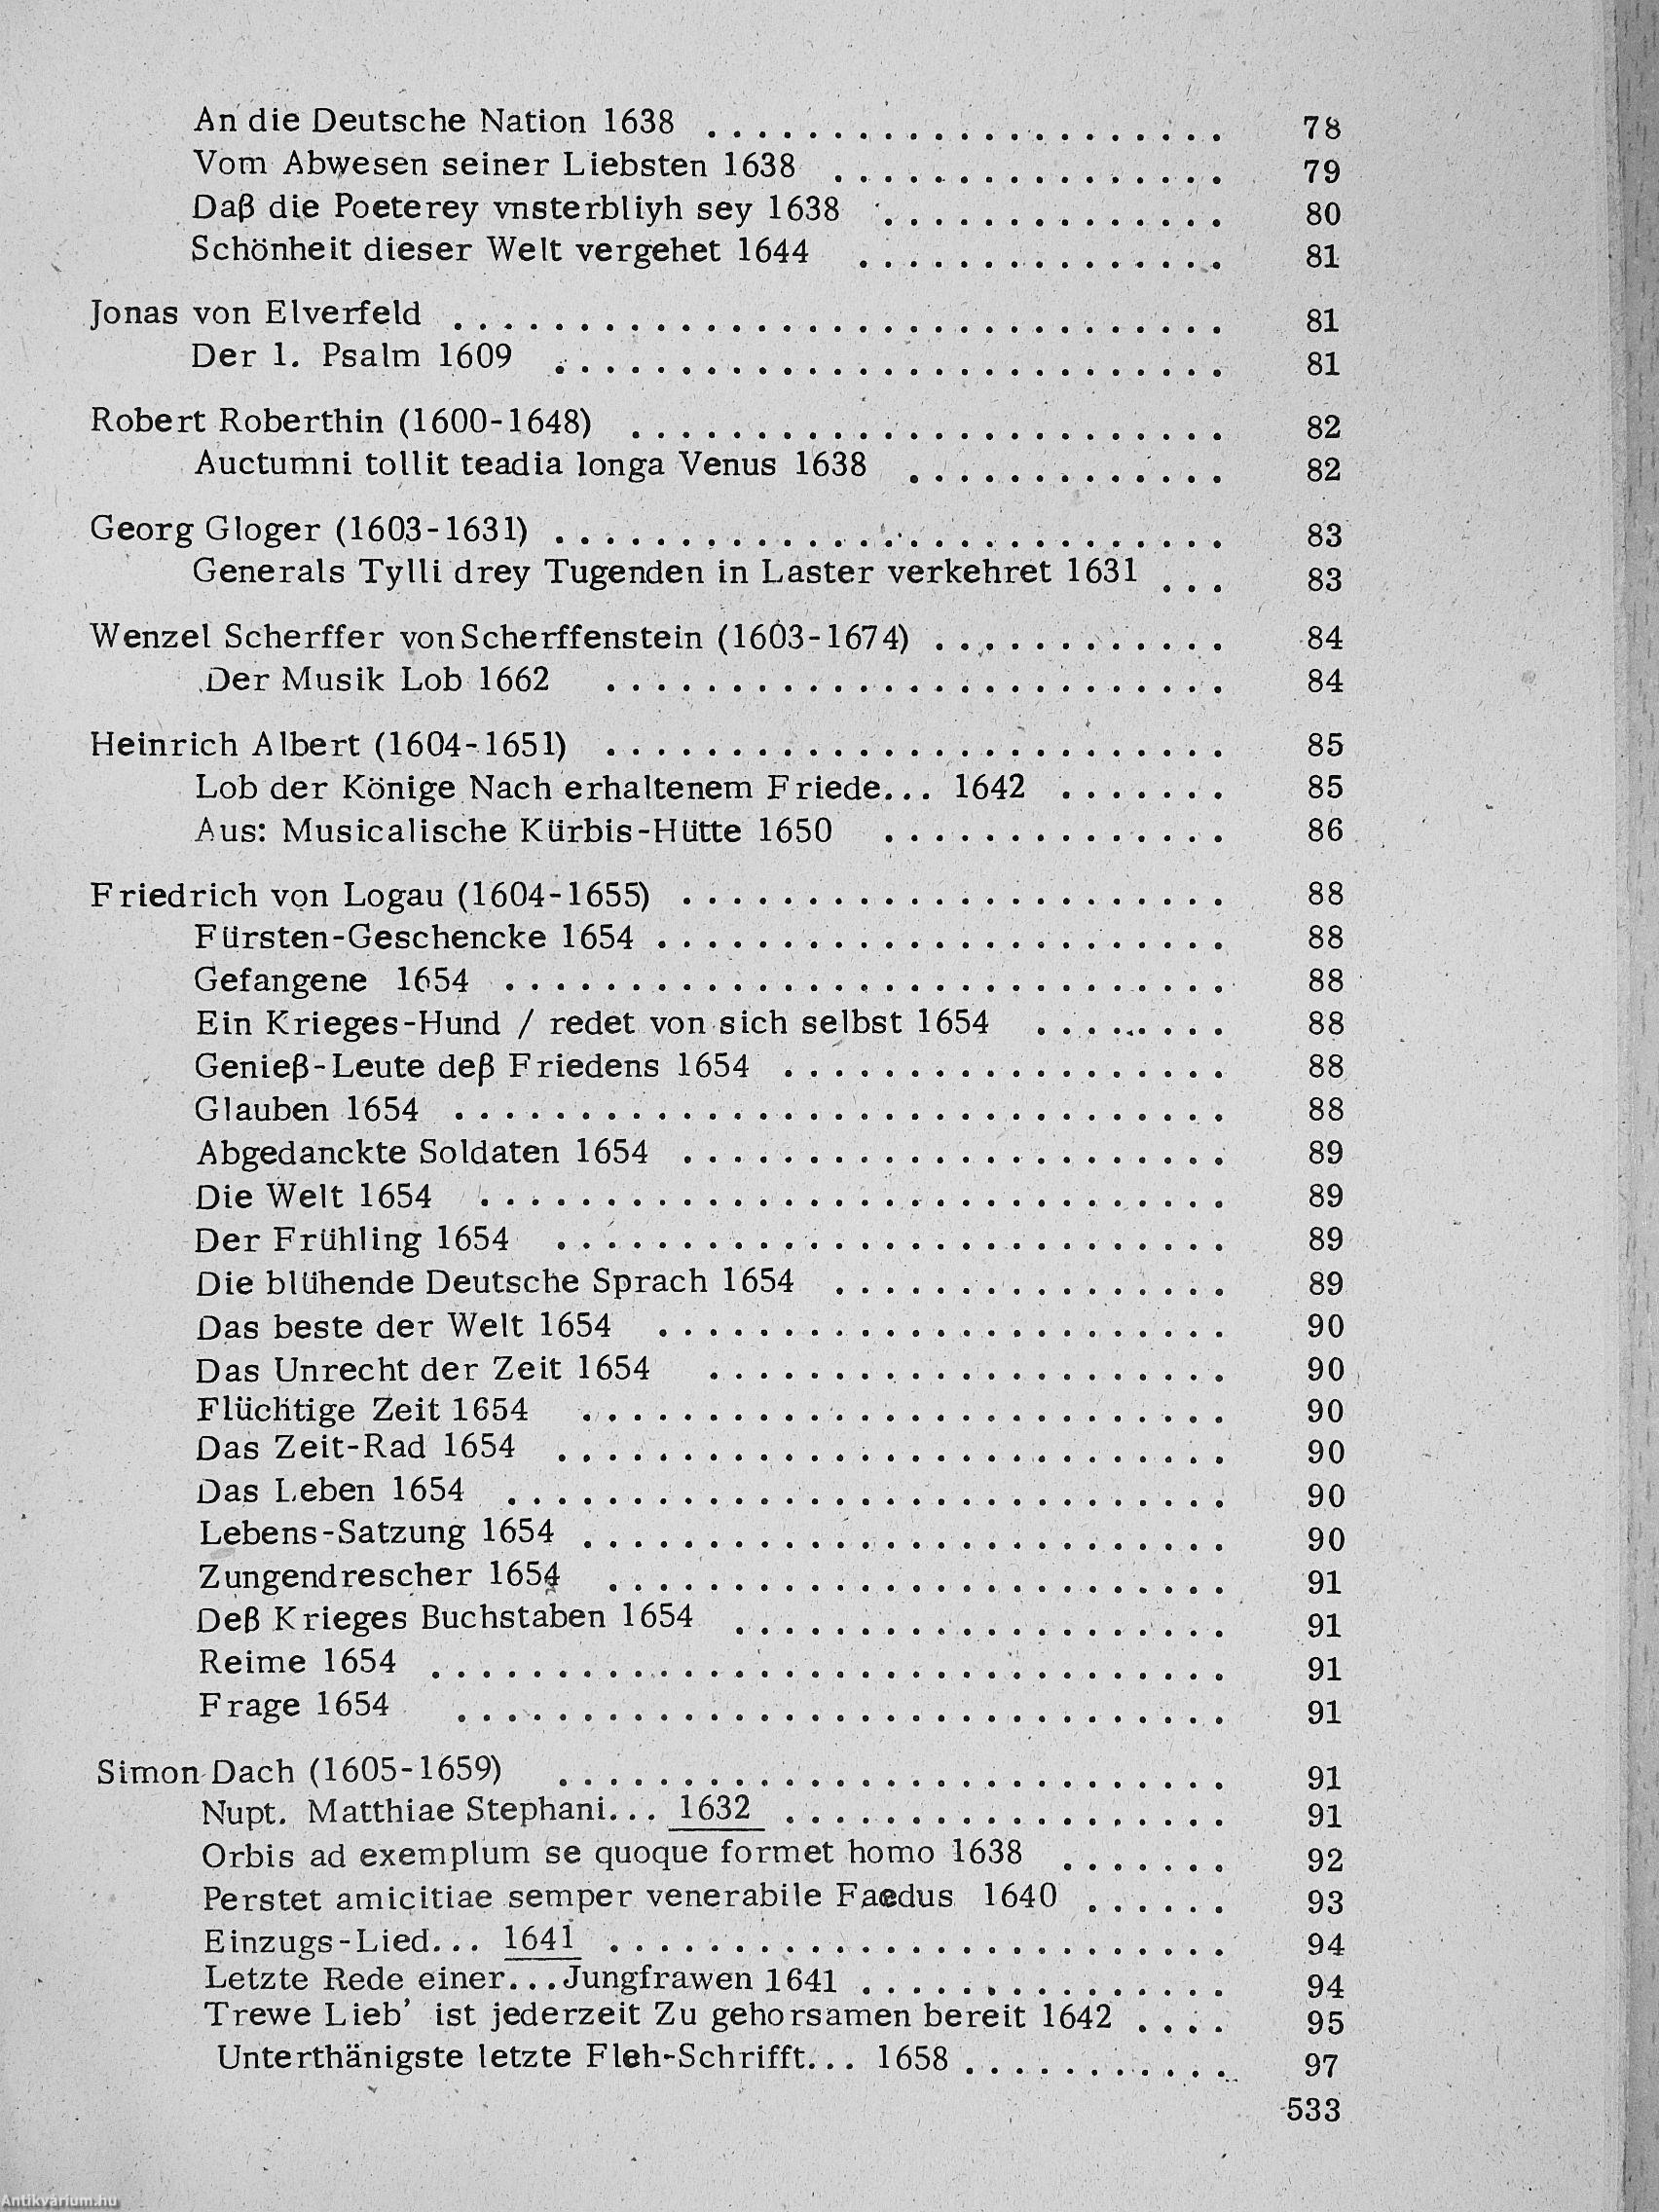 An die Deutsche Nation 1638 . . . . . . . . . . . . . . . . . . . . . 78
Vom Abwesen seiner Liebsten 1638 . . . . . . . . . . . . . . . . 79
Daß die Poeterey vnsterbliyh sey 1638 . . . . . . . . . . . . . . 80
Schönheit dieser Welt vergehet 1644 . . . . . . . . . . . . . . . 81
Jonas von Elverfeld . . . . . . . . . . . . . . . . . . . . . . . . . . . . . . . 81
Der 1. Psalm 1609 . . . . . . . . . . . . . . . . . . . . . . . . . . . 81
Robert Roberthin (1600-1648) . . . . . . . . . . . . . . . . . . . . . . . . 82
Auctumni tollit teadia longa Venus 1638 . . . . . . . . . . . . . 82
Georg Gloger (1603-1631) . . . . . . . . . . . . . . . . . . . . . . . . . . . 83
Generals Tylli drey Tugenden in Laster verkehret 1631 . . . 83
Wenzel Scherffer von Scherffenstein (1603-1674) . . . . . . . . . . . . 84
Der Musik Lob 1662 . . . . . . . . . . . . . . . . . . . . . . . . . 84
Heinrich Albert (1604-1651) . . . . . . . . . . . . . . . . . . . . . . . . . 85
Lob der Könige Nach erhaltenem Friede... 1642 . . . . . . . 85
Aus: Musicalische Kürbis-Hütte 1650 . . . . . . . . . . . . . . 86
Friedrich von Logau (1604-1655) . . . . . . . . . . . . . . . . . . . . . . 88
Fürsten-Geschencke 1654 . . . . . . . . . . . . . . . . . . . . . . . 88
Gefangene 1654 . . . . . . . . . . . . . . . . . . . . . . . . . . . . . 88
Ein Krieges-Hund / redet von sich selbst 1654 . . . . . . . . 88
Genieß-Leute deß Friedens 1654 . . . . . . . . . . . . . . . . . . 88
Glauben 1654 . . . . . . . . . . . . . . . . . . . . . . . . . . . . . . . 88
Abgedanckte Soldaten 1654 . . . . . . . . . . . . . . . . . . . . . . 89
Die Welt 1654 . . . . . . . . . . . . . . . . . . . . . . . . . . . . . . 89
Der Frühling 1654 . . . . . . . . . . . . . . . . . . . . . . . . . . . 89
Die blühende Deutsche Sprach 1654 . . . . . . . . . . . . . . . . 89
Das beste der Welt 1654 . . . . . . . . . . . . . . . . . . . . . . . 90
Das Unrecht der Zeit 1654 . . . . . . . . . . . . . . . . . . . . . 90
Flüchtige Zeit 1654 . . . . . . . . . . . . . . . . . . . . . . . . . . 90
Das Zeit-Rad 1654 . . . . . . . . . . . . . . . . . . . . . . . . . . . 90
Das Leben 1654 . . . . . . . . . . . . . . . . . . . . . . . . . . . . . 90
Lebens-Satzung 1654 . . . . . . . . . . . . . . . . . . . . . . . . . . 90
Zungendrescher 1654 . . . . . . . . . . . . . . . . . . . . . . . . . 91
Deß Krieges Buchstaben 1654 . . . . . . . . . . . . . . . . . . . . 91
Reime 1654 . . . . . . . . . . . . . . . . . . . . . . . . . . . . . . . . 91
Frage 1654 . . . . . . . . . . . . . . . . . . . . . . . . . . . . . . . 91
Simon Dach (1605-1659) . . . . . . . . . . . . . . . . . . . . . . . . . . . 91
Nupt. Matthiae Stephani... 1632 . . . . . . . . . . . . . . . . . . 91
Orbis ad exemplum se quoque formet homo 1638 . . . . . . . 92
Perstet amicitiae semper venerabile Faedus 1640 . . . . . . 93
Einzugs-Lied... 1641 . . . . . . . . . . . . . . . . . . . . . . . . . 94
Letzte Rede einer...Jungfrawen 1641 . . . . . . . . . . . . . . . 94
Trewe Lieb' ist jederzeit Zu gehorsamen bereit 1642 . . . . 95
Unterthänigste letzte Fleh-Schrifft... 1658 . . . . . . . . . . . 97
533
Antikvárium.hu